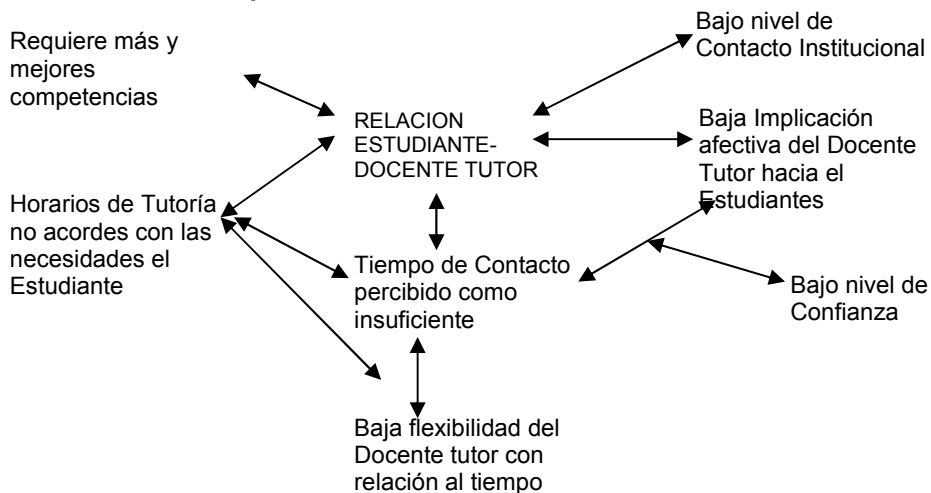 Requiere más y
mejores
competencias
Bajo nivel de
Contacto Institucional
RELACION
ESTUDIANTE-
DOCENTE TUTOR
Baja Implicación
afectiva del Docente
Tutor hacia el
Estudiantes
Horarios de Tutoría
no acordes con las
necesidades el
Estudiante
Tiempo de Contacto
percibido como
insuficiente
Bajo nivel de
Confianza
Baja flexibilidad del
Docente tutor con
relación al tiempo